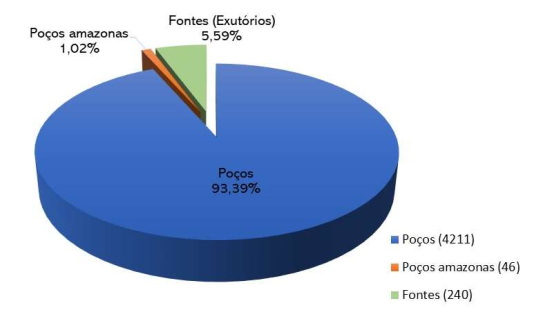 Fontes (Exutórios)
5,59%
Poços amazonas
1,02%
Poços
93,39%
Poços (4211)
Poços amazonas (46)
Fontes (240)